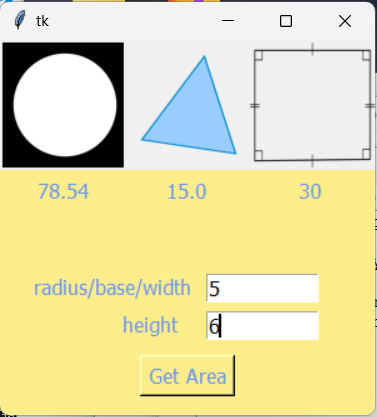 tk
78.54 15.0 30
radius/base/width 5
height 6
Get Area